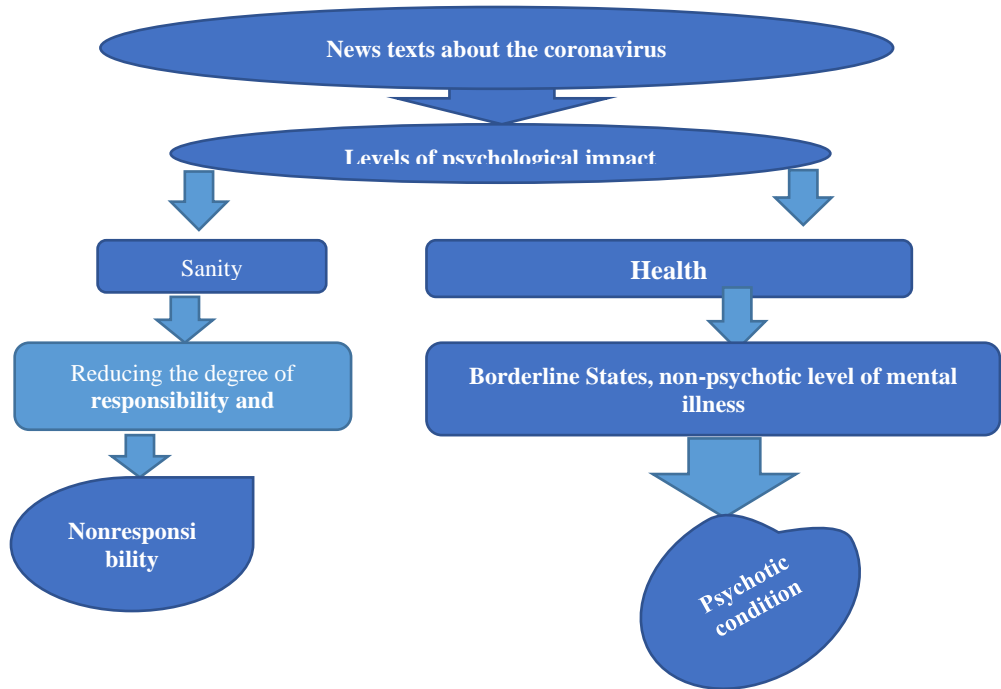 News texts about the coronavirus
Levels of psychological impact
Sanity
Health
Reducing the degree of
responsibility and
Borderline States, non-psychotic level of mental
illness
Nonresponsi
bility
Psychotic
condition